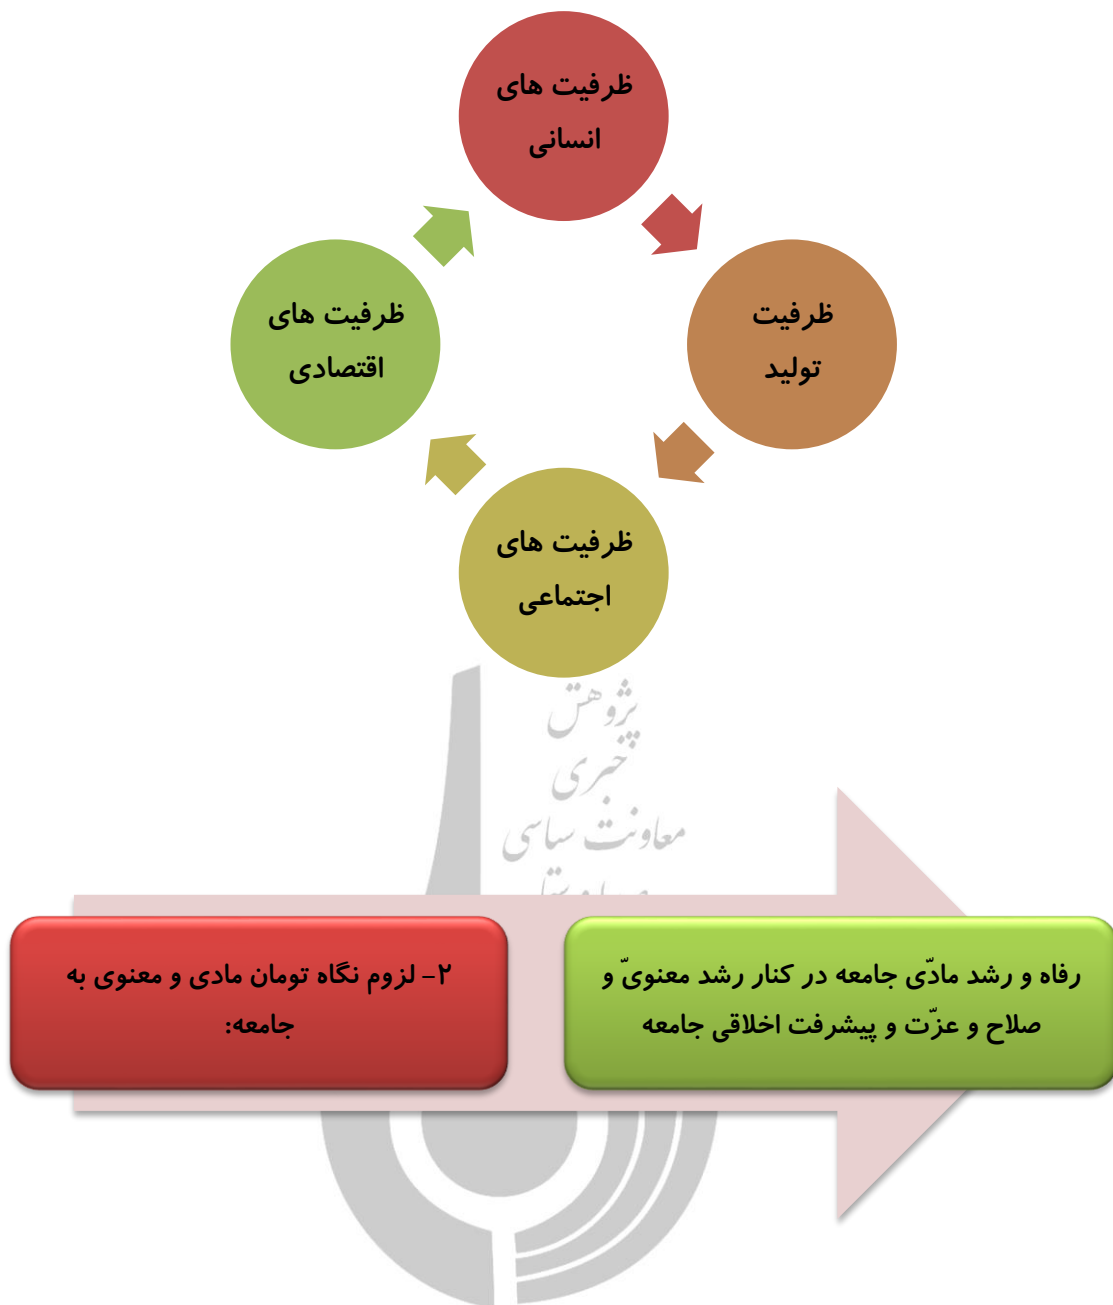 ظرفیت های
انسانی
ظرفیت
تولید
ظرفیت های
اجتماعی
ظرفیت های
اقتصادی
پژوهش
خبری
معاونت سیاسی
۲- لزوم نگاه تومان مادی و معنوی به
جامعه:
رفاه و رشد مادّی جامعه در کنار رشد معنویّ و
صلاح و عزّت و پیشرفت اخلاقی جامعه